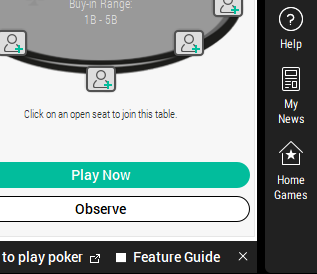 Buy-in Range:
1B - 5B
Help
My
News
Click on an open seat to join this table.
Play Now
Home
Games
Observe
to play poker
Feature Guide